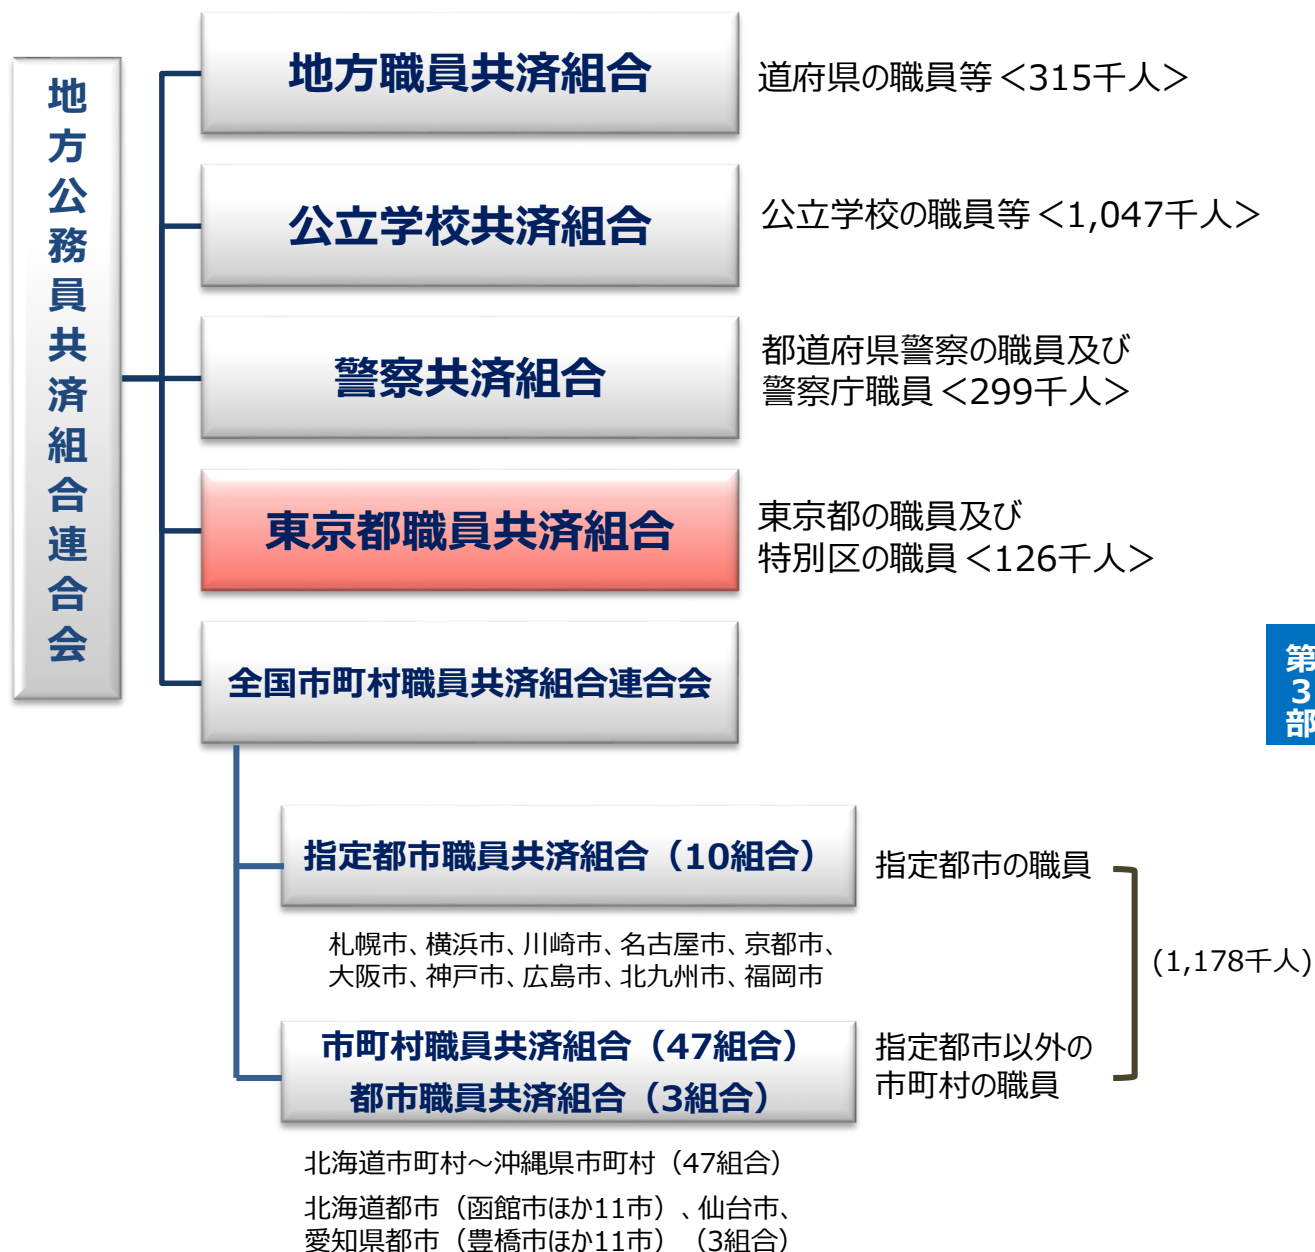 地方公務員共済組合連合会
地方職員共済組合
道府県の職員等＜315千人＞
公立学校共済組合
公立学校の職員等＜1,047千人＞
警察共済組合
都道府県警察の職員及び
警察庁職員＜299千人＞
東京都職員共済組合
東京都の職員及び
特別区の職員＜126千人＞
全国市町村職員共済組合連合会
第3部
指定都市職員共済組合（10組合）
指定都市の職員
札幌市、横浜市、川崎市、名古屋市、京都市、
大阪市、神戸市、広島市、北九州市、福岡市
(1,178千人)
市町村職員共済組合（47組合）
都市職員共済組合（3組合）
指定都市以外の
市町村の職員
北海道市町村～沖縄県市町村（47組合）
北海道都市（函館市ほか11市）、仙台市、
愛知県都市（豊橋市ほか11市）（3組合）